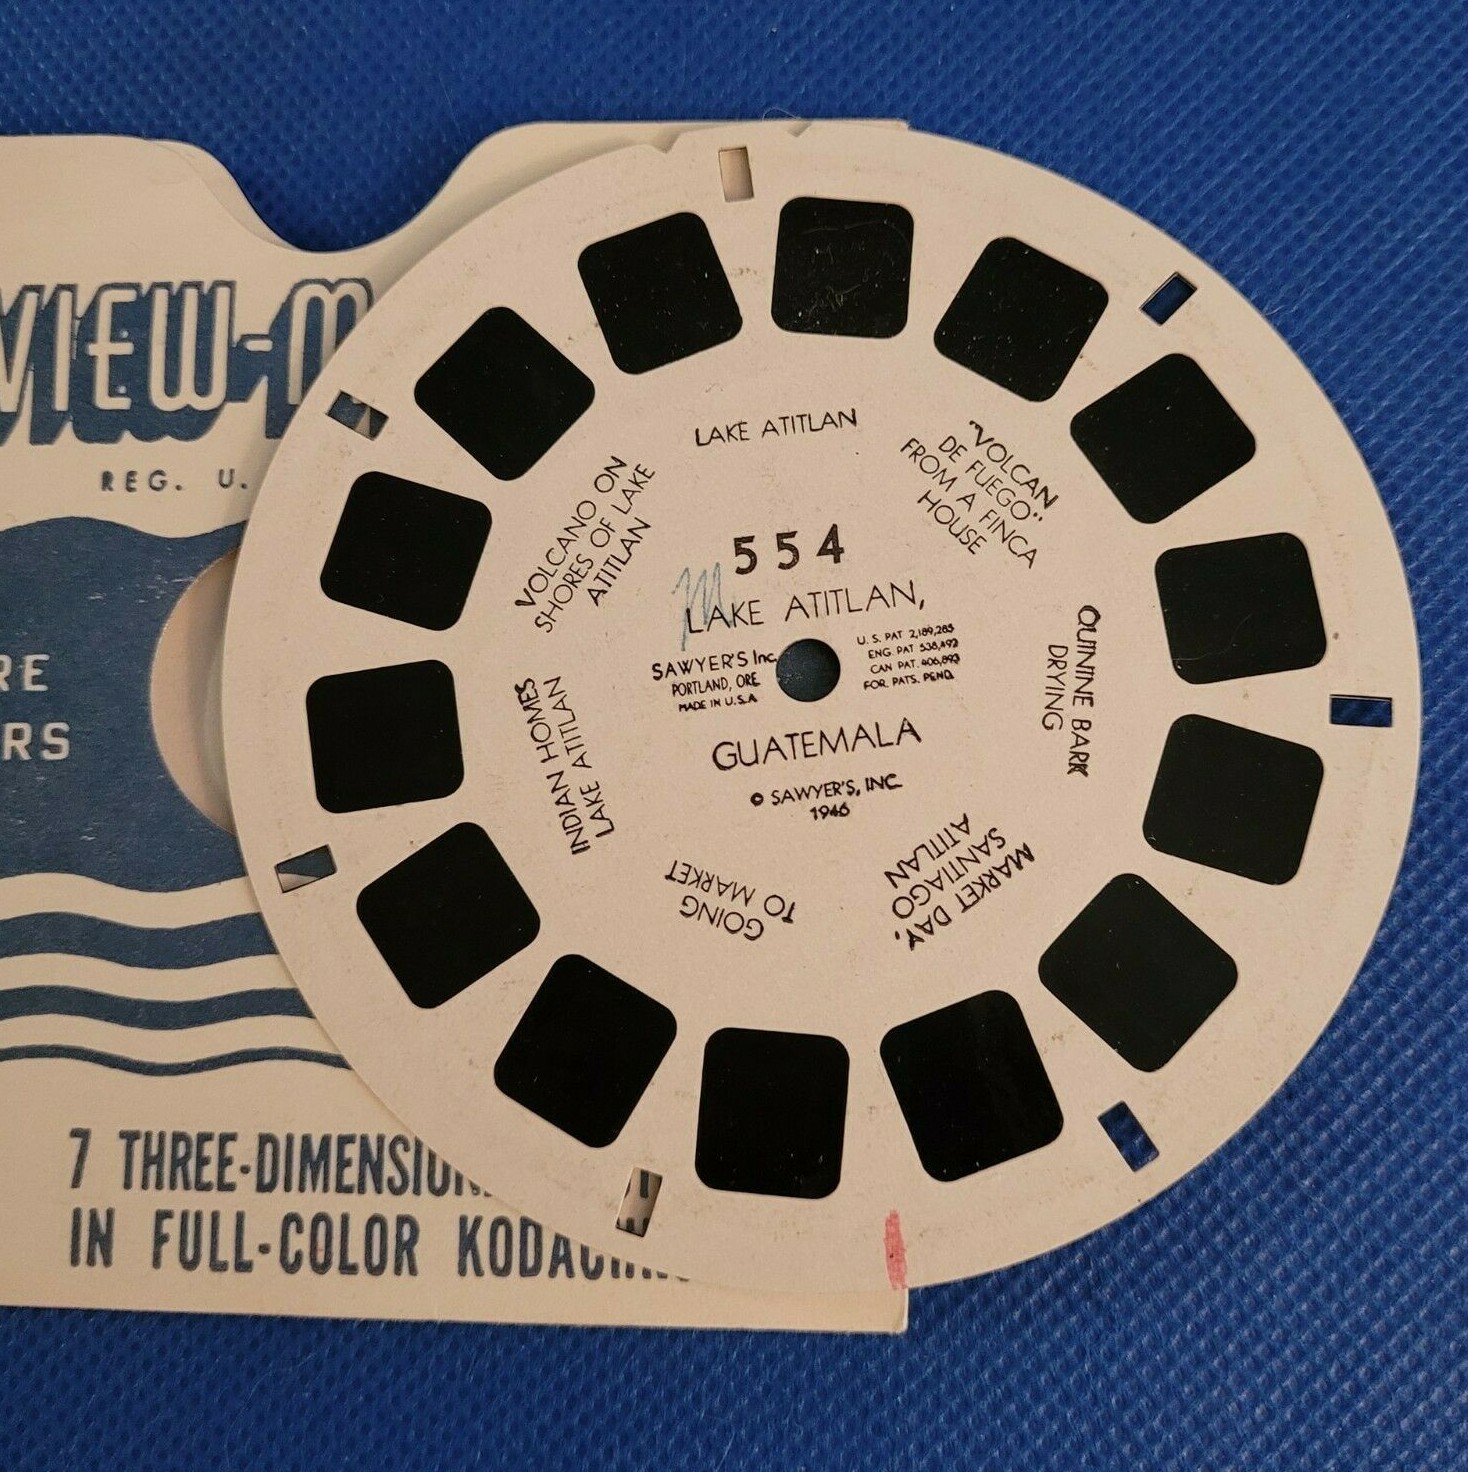 VIEW-M
REG. U.
RE
RS
7 THREE-DIMENSION
IN FULL-COLOR KODACHRO
LAKE ATITLAN
"VOLCAN
DE FUEGO"
FROM A FINCA
HOUSE
QUININE BARK
DRYING
MARKET DAY,
SANTIAGO
ATITLAN
GOING
TO MARKET
INDIAN HOMES
LAKE ATITLAN
VOLCANO ON
SHORES OF LAKE
ATITLAN
554
LAKE ATITLAN,
SAWYER'S Inc.
PORTLAND, ORE
MADE IN U.S.A.
U.S. PAT 2,189,285
ENG. PAT 538,492
CAN PAT. 406,893
FOR. PATS. PEND.
GUATEMALA
© SAWYER'S, INC.
1946